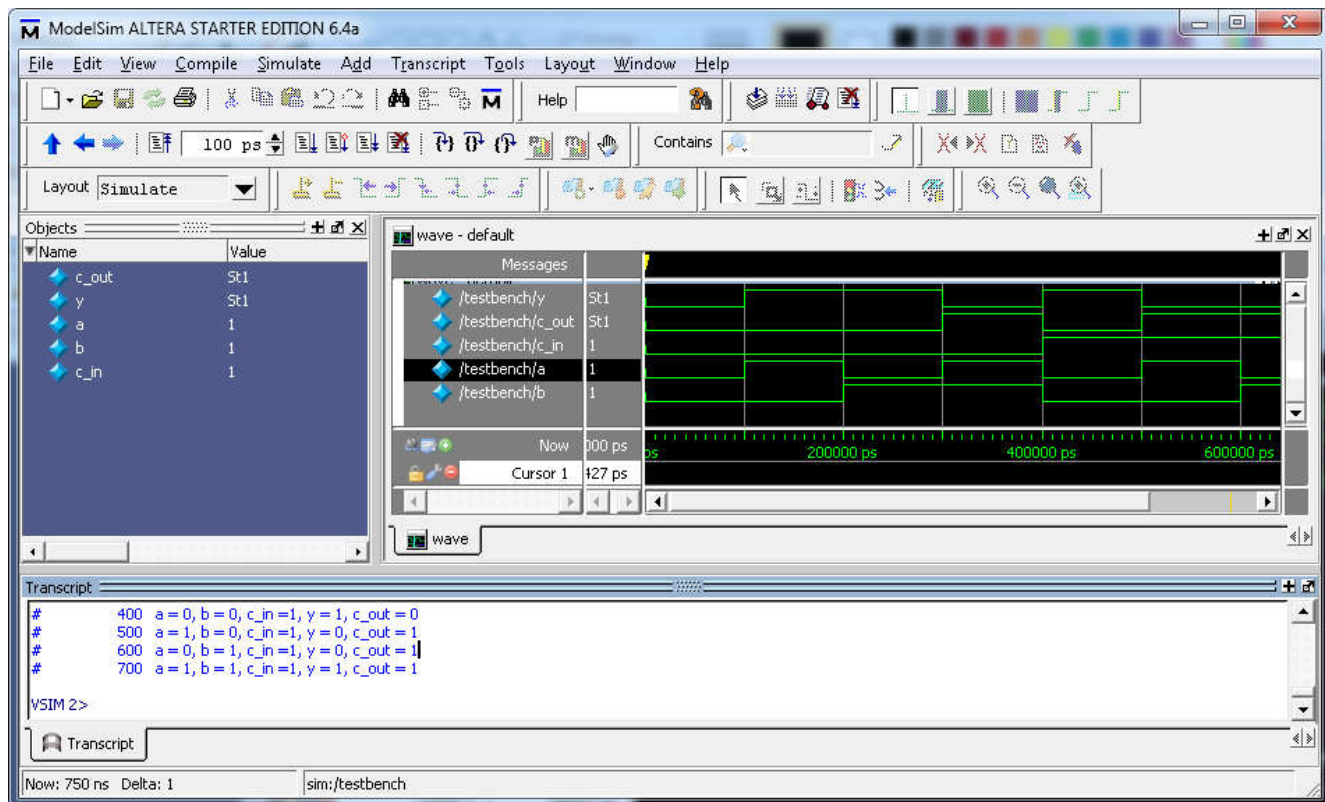 ModelSim ALTERA STARTER EDITION 6.4a
File Edit View Compile Simulate Add Transcript Tools Layout Window Help
Help
100 ps
Contains
Layout Simulate
Objects
Name Value
c_out St1
y St1
a 1
b 1
c_in 1
wave - default
Messages
/testbench/y St1
/testbench/c_out St1
/testbench/c_in 1
/testbench/a 1
/testbench/b 1
Now 000 ps
ps 200000 ps 400000 ps 600000 ps
Cursor 1 427 ps
wave
Transcript
# 400 a = 0, b = 0, c_in =1, y = 1, c_out = 0
# 500 a = 1, b = 0, c_in =1, y = 0, c_out = 1
# 600 a = 0, b = 1, c_in =1, y = 0, c_out = 1
# 700 a = 1, b = 1, c_in =1, y = 1, c_out = 1
VSIM 2>
Transcript
Now: 750 ns Delta: 1 sim:/testbench